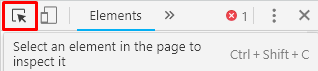 Elements
1
Select an element in the page to
inspect it
Ctrl + Shift + C